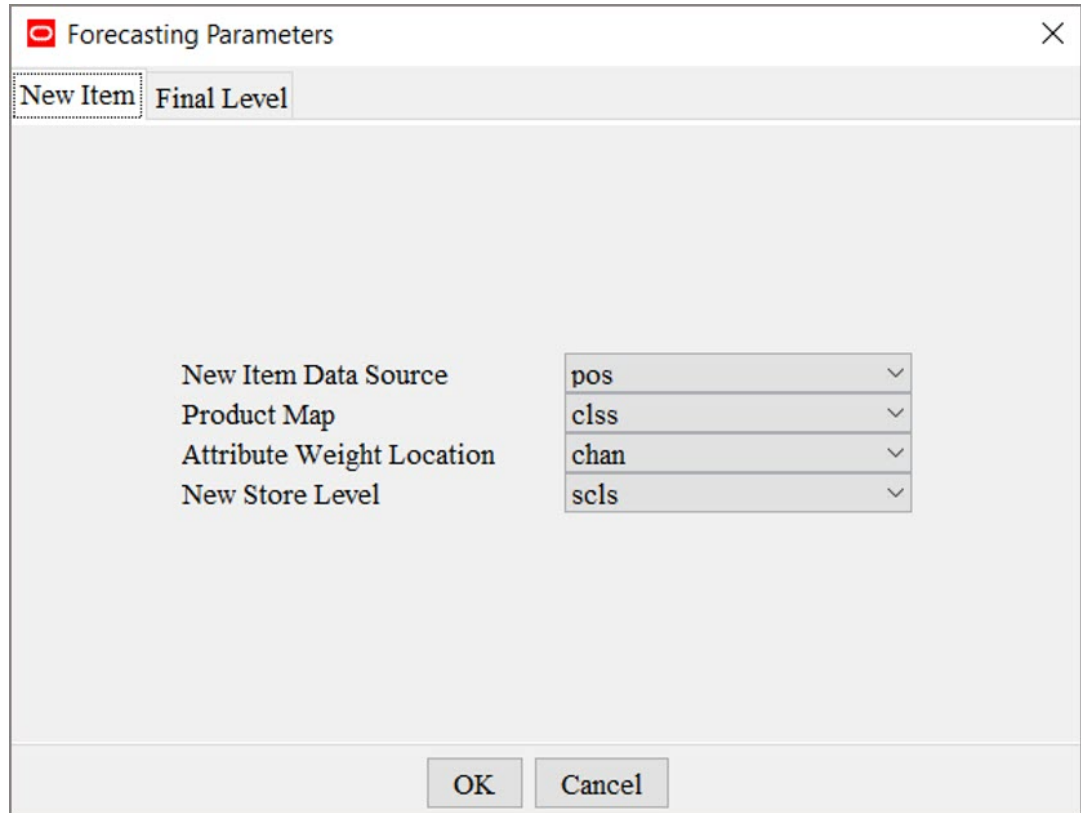 Forecasting Parameters
New Item Final Level
New Item Data Source pos
Product Map clss
Attribute Weight Location chan
New Store Level scls
OK Cancel